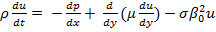 ρ du/dt = − dp/dx + d/dy (μ du/dy) − σβ₀²u